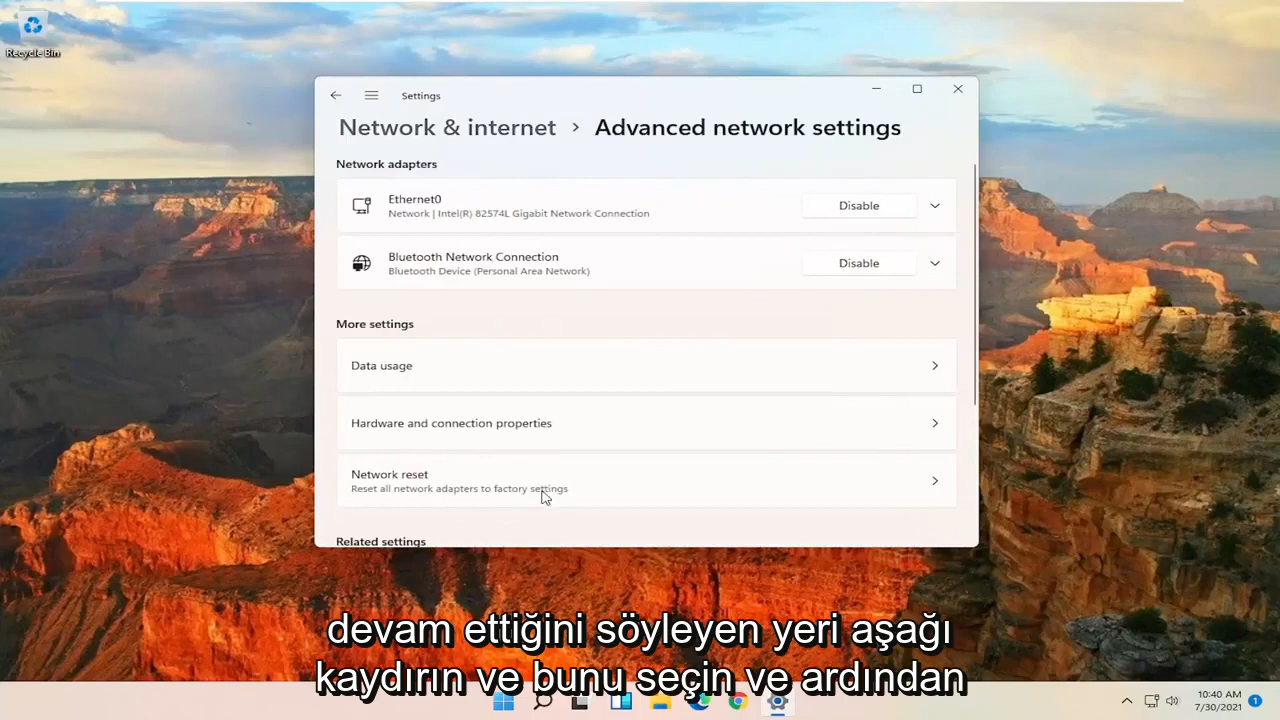 Recycle Bin
Settings
Network & internet > Advanced network settings
Network adapters
Ethernet0
Network | Intel(R) 82574L Gigabit Network Connection
Disable
Bluetooth Network Connection
Bluetooth Device (Personal Area Network)
Disable
More settings
Data usage
Hardware and connection properties
Network reset
Reset all network adapters to factory settings
Related settings
devam ettiğini söyleyen yeri aşağı
kaydırın ve bunu seçin ve ardından
10:40 AM
7/30/2021
1